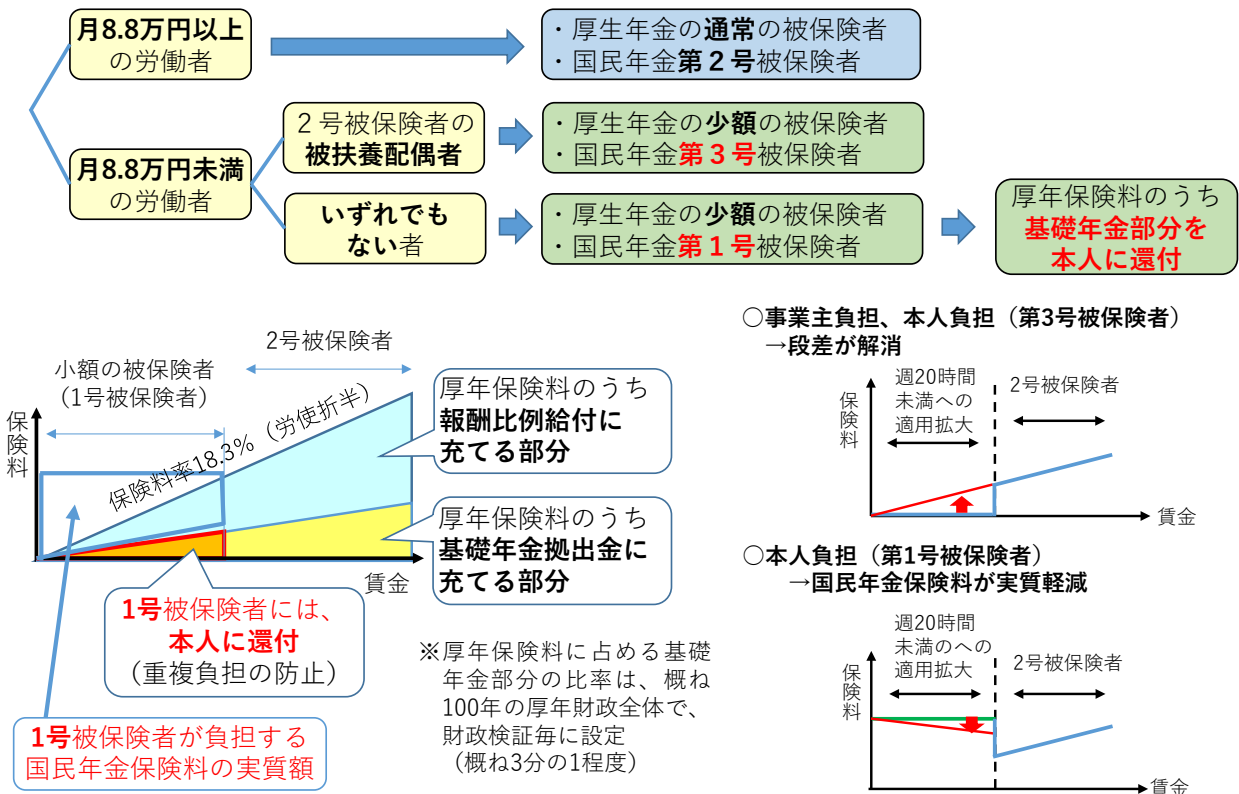 月8.8万円以上
の労働者
・厚生年金の通常の被保険者
・国民年金第２号被保険者
月8.8万円未満
の労働者
２号被保険者の
被扶養配偶者
・厚生年金の少額の被保険者
・国民年金第３号被保険者
いずれでも
ない者
・厚生年金の少額の被保険者
・国民年金第１号被保険者
厚年保険料のうち
基礎年金部分を
本人に還付
2号被保険者
小額の被保険者
(1号被保険者)
保険料
保険料率18.3%（労使折半）
厚年保険料のうち
報酬比例給付に
充てる部分
厚年保険料のうち
基礎年金拠出金に
充てる部分
賃金
1号被保険者には、
本人に還付
（重複負担の防止）
1号被保険者が負担する
国民年金保険料の実質額
※厚年保険料に占める基礎
年金部分の比率は、概ね
100年の厚年財政全体で、
財政検証毎に設定
（概ね3分の1程度）
○事業主負担、本人負担（第3号被保険者）
→段差が解消
保険料
週20時間
未満への
適用拡大
2号被保険者
賃金
○本人負担（第1号被保険者）
→国民年金保険料が実質軽減
保険料
週20時間
未満のへの
適用拡大
2号被保険者
賃金